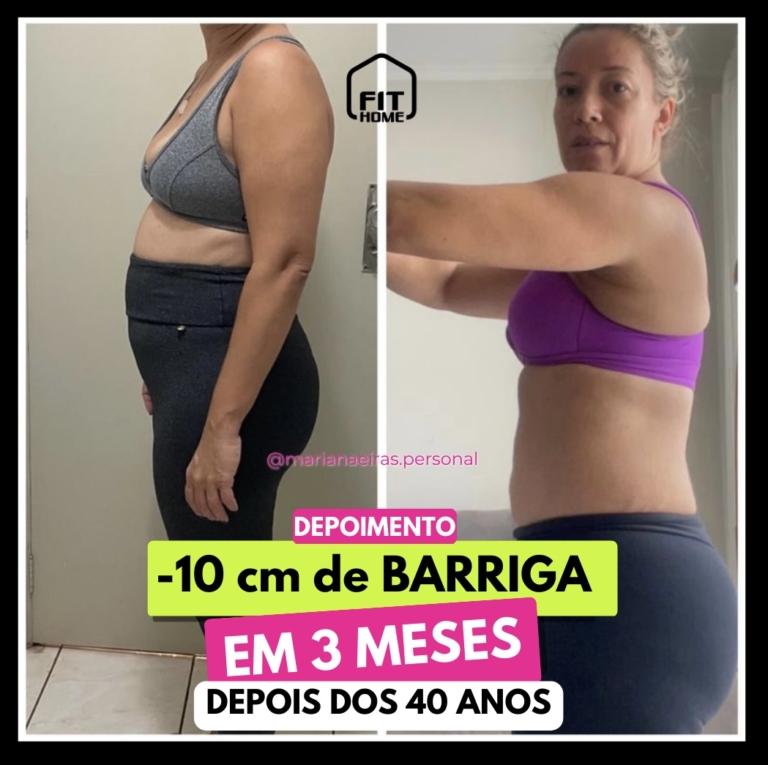 FIT
HOME
@marianaeiras.personal
DEPOIMENTO
-10 cm de BARRIGA
EM 3 MESES
DEPOIS DOS 40 ANOS